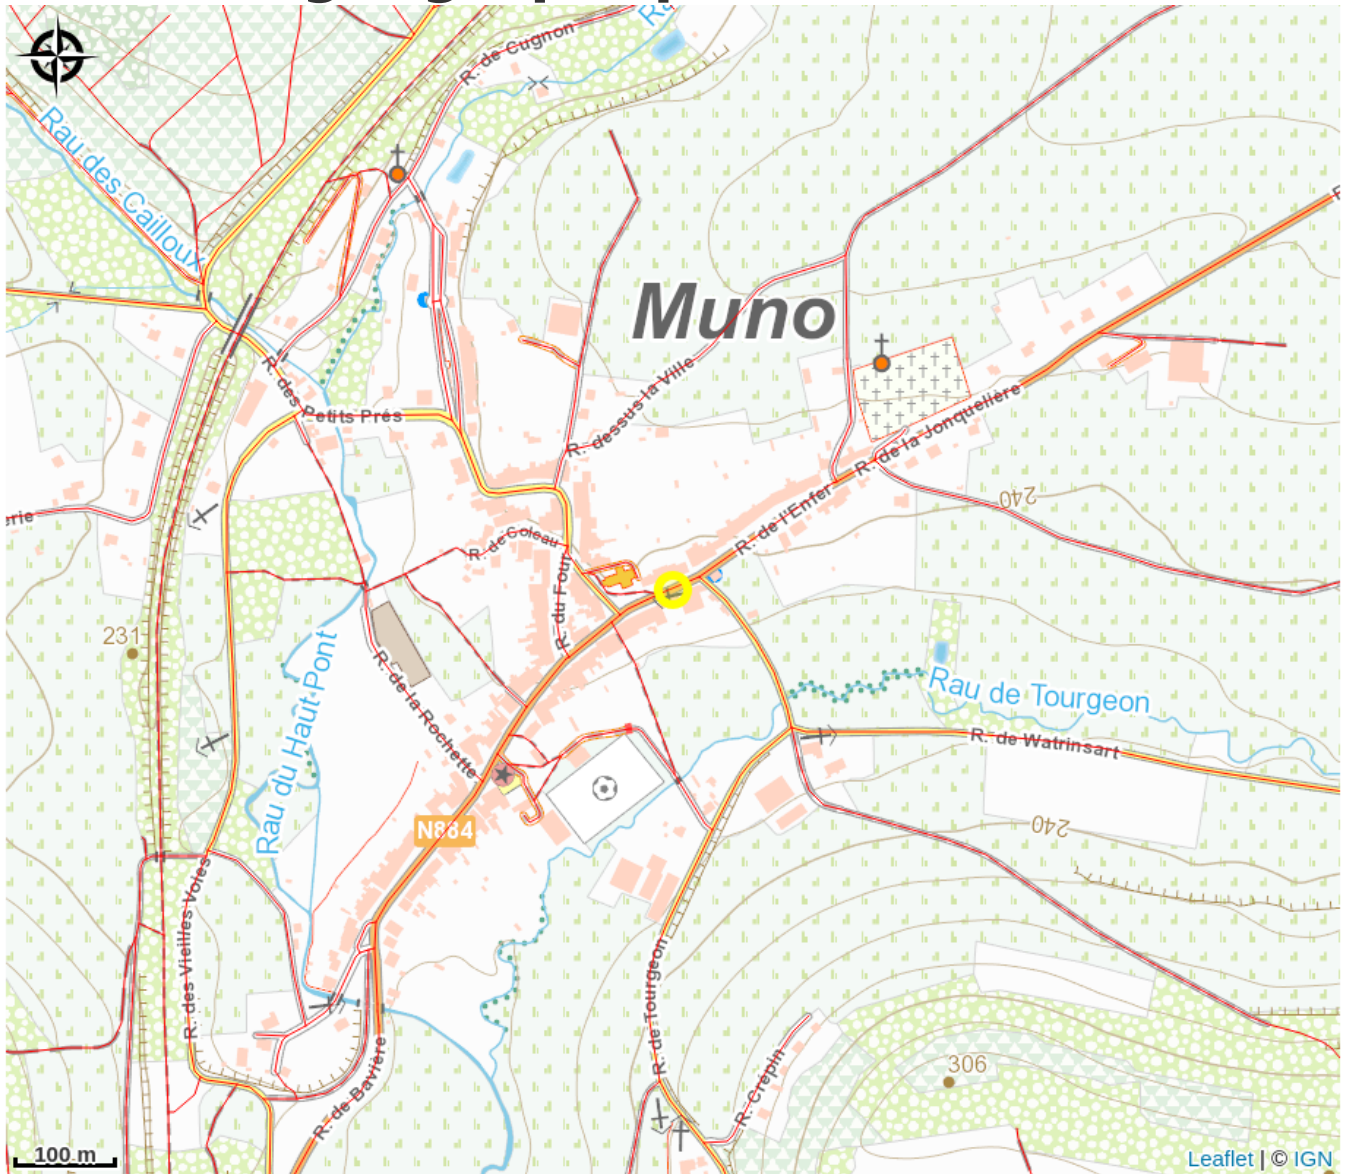 R. de Cugnon
Rau des Cailloux
Muno
R. des Petits Prés
R. dessus la Ville
R. de la Jonquelière
R. de l'Enfer
240
erie
R. de Coleau
R. du Four
231
R. de la Rochette
Rau du Haut-Pont
Rau de Tourgeon
R. de Watrinsart
N884
240
R. des Vieilles Voies
R. de Tourgeon
R. de Bavière
R. Crépin
306
100 m
Leaflet | © IGN